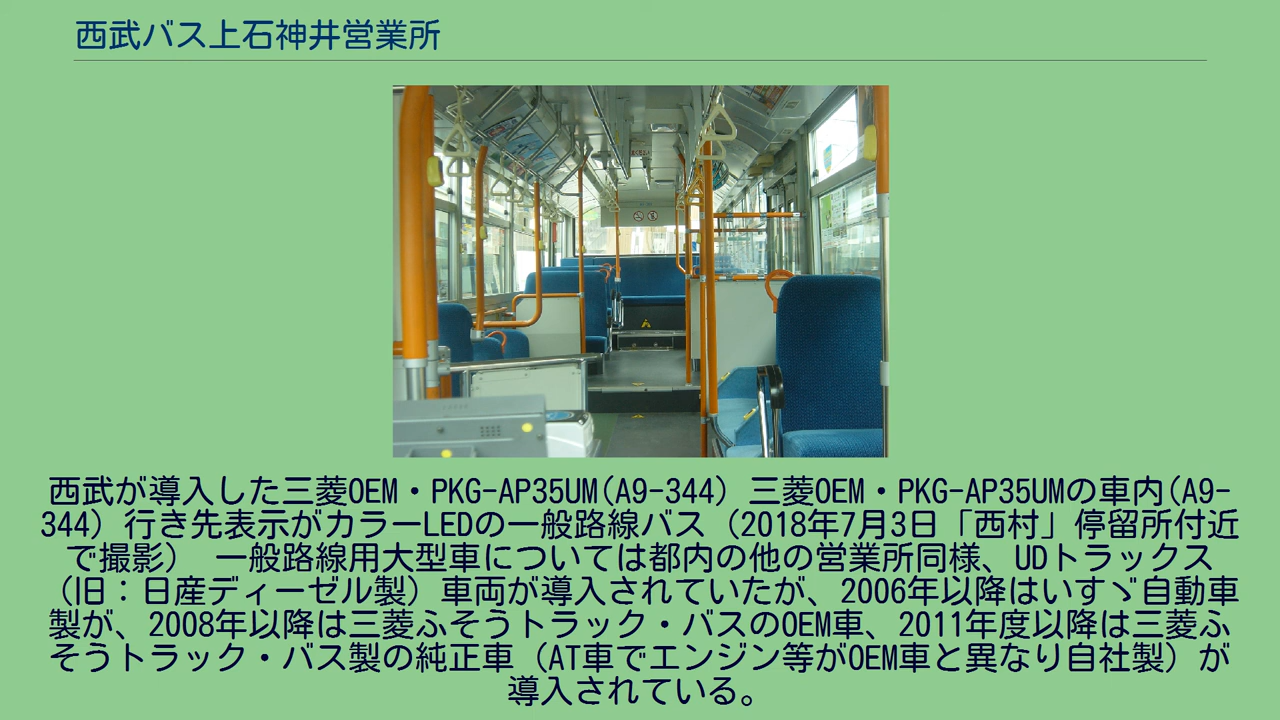 西武バス上石神井営業所
西武が導入した三菱OEM・PKG-AP35UM(A9-344) 三菱OEM・PKG-AP35UMの車内(A9-
344) 行き先表示がカラーLEDの一般路線バス（2018年7月3日「西村」停留所付近
で撮影） 一般路線用大型車については都内の他の営業所同様、UDトラックス
（旧：日産ディーゼル製）車両が導入されていたが、2006年以降はいすゞ自動車
製が、2008年以降は三菱ふそうトラック・バスのOEM車、2011年度以降は三菱ふ
そうトラック・バス製の純正車（AT車でエンジン等がOEM車と異なり自社製）が
導入されている。